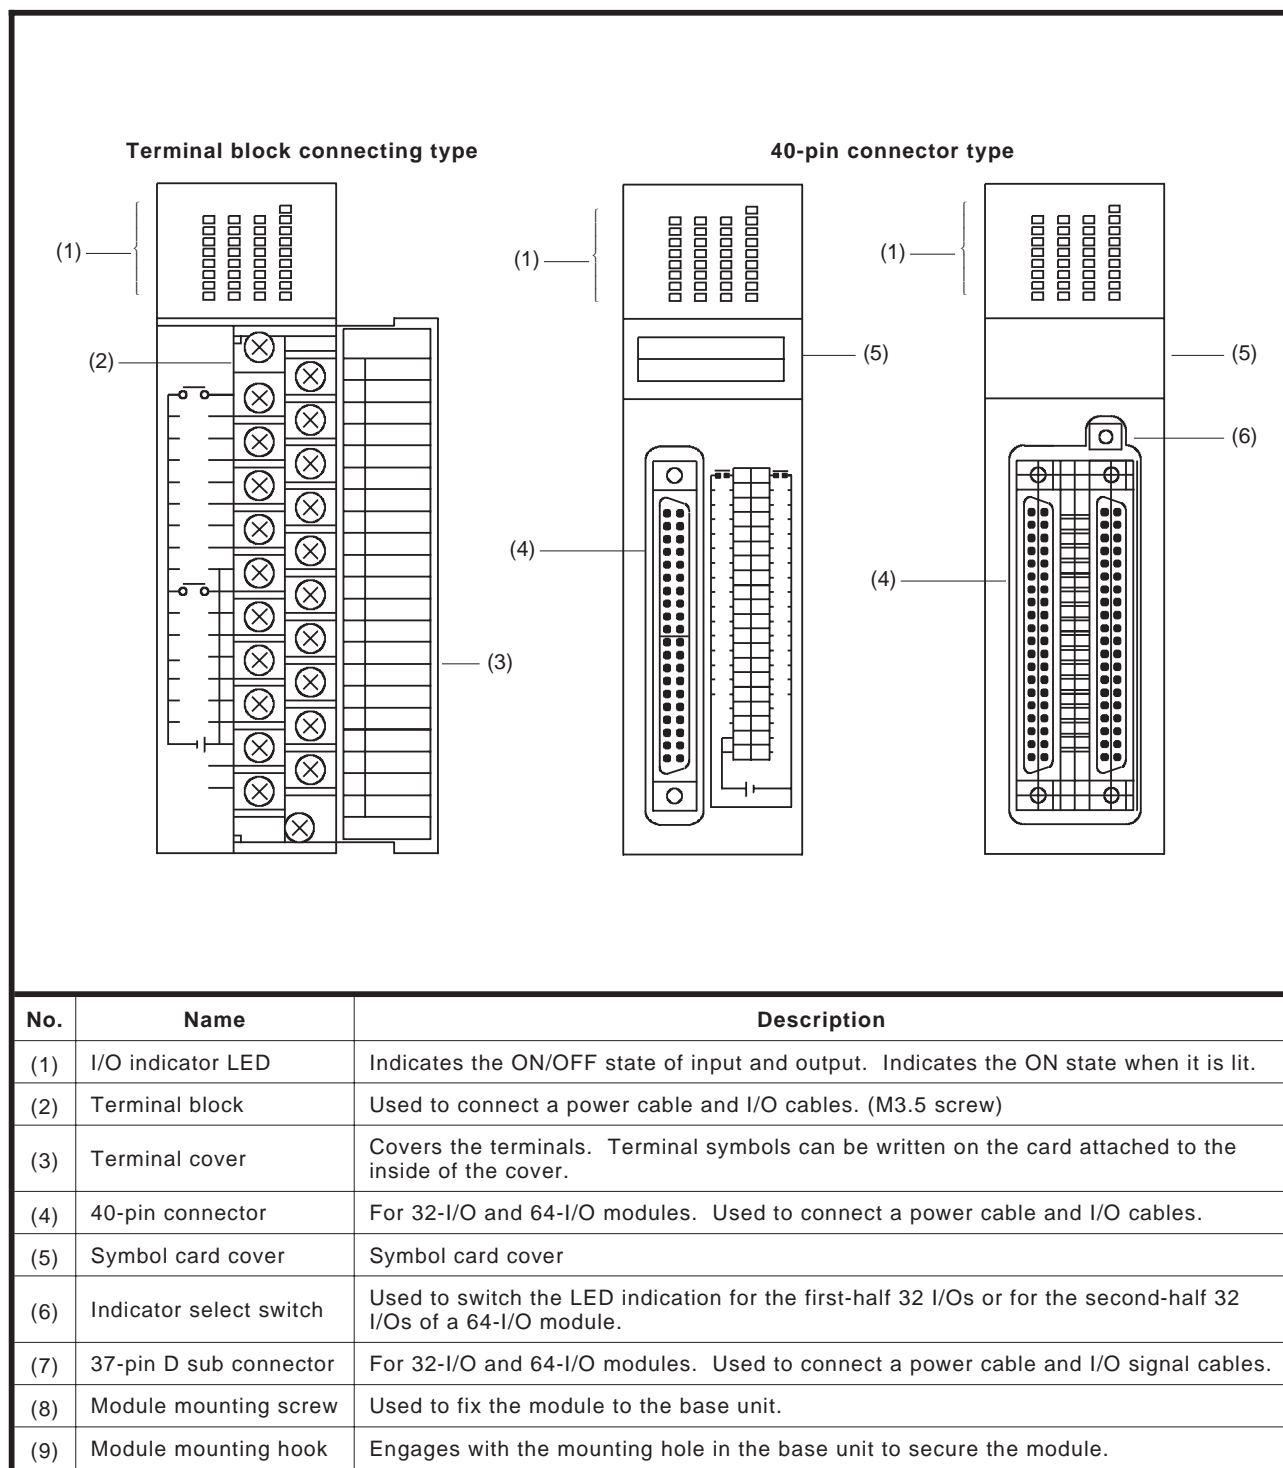 Terminal block connecting type
40-pin connector type
(1)
(1)
(1)
(2)
(5)
(5)
(6)
(4)
(4)
(3)
No. Name Description
(1) I/O indicator LED Indicates the ON/OFF state of input and output. Indicates the ON state when it is lit.
(2) Terminal block Used to connect a power cable and I/O cables. (M3.5 screw)
(3) Terminal cover Covers the terminals. Terminal symbols can be written on the card attached to the
inside of the cover.
(4) 40-pin connector For 32-I/O and 64-I/O modules. Used to connect a power cable and I/O cables.
(5) Symbol card cover Symbol card cover
(6) Indicator select switch Used to switch the LED indication for the first-half 32 I/Os or for the second-half 32
I/Os of a 64-I/O module.
(7) 37-pin D sub connector For 32-I/O and 64-I/O modules. Used to connect a power cable and I/O signal cables.
(8) Module mounting screw Used to fix the module to the base unit.
(9) Module mounting hook Engages with the mounting hole in the base unit to secure the module.